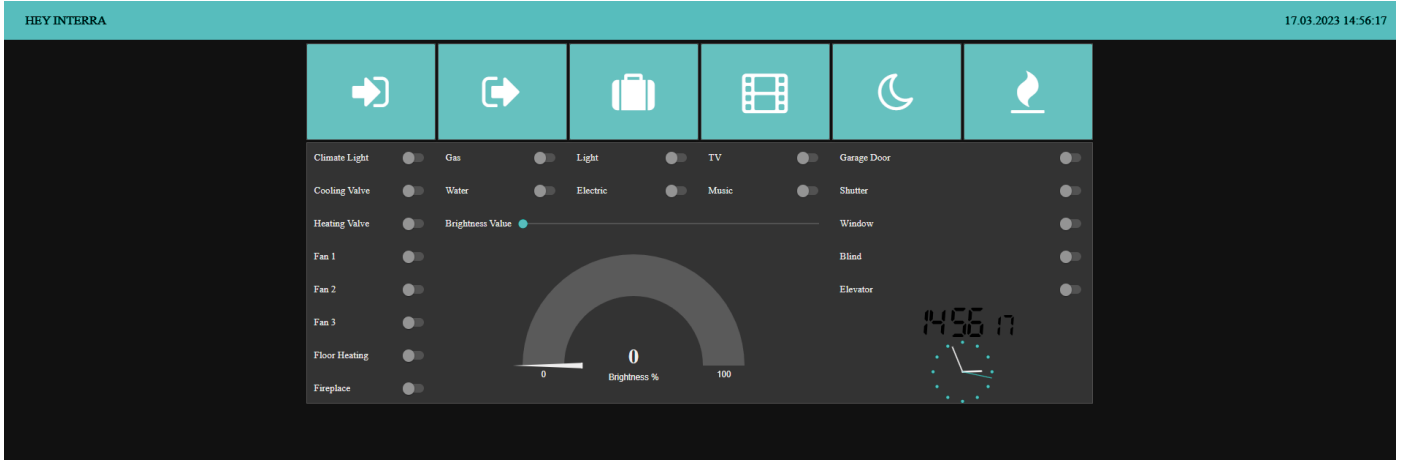 HEY INTERRA 17.03.2023 14:56:17
Climate Light Gas Light TV Garage Door
Cooling Valve Water Electric Music Shutter
Heating Valve Brightness Value Window
Fan 1 Blind
Fan 2 Elevator
Fan 3 14 56 17
Floor Heating 0
0 Brightness % 100
Fireplace